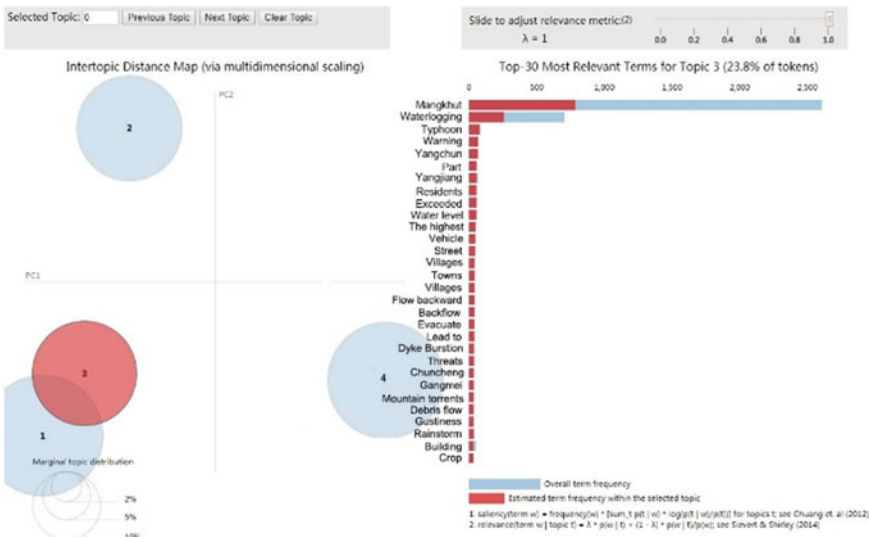 Selected Topic: 0 Previous Topic Next Topic Clear Topic
Slide to adjust relevance metric:(2)
λ = 1
0.0 0.2 0.4 0.6 0.8 1.0
Intertopic Distance Map (via multidimensional scaling)
PC2
PC1
2
3
1
4
Marginal topic distribution
2%
5%
10%
Top-30 Most Relevant Terms for Topic 3 (23.8% of tokens)
0 500 1,000 1,500 2,000 2,500
Mangkhut
Waterlogging
Typhoon
Warning
Yangchun
Part
Yangjiang
Residents
Exceeded
Water level
The highest
Vehicle
Street
Villages
Towns
Villages
Flow backward
Backflow
Evacuate
Lead to
Dyke Burstion
Threats
Chuncheng
Gangmei
Mountain torrents
Debris flow
Gustiness
Rainstorm
Building
Crop
Overall term frequency
Estimated term frequency within the selected topic
1. saliency(term w) = frequency(w) * [sum_t p(t | w) * log(p(t | w)/p(t))] for topics t; see Chuang et. al (2012)
2. relevance(term w | topic t) = λ * p(w | t) + (1 - λ) * p(w | t)/p(w); see Sievert & Shirley (2014)